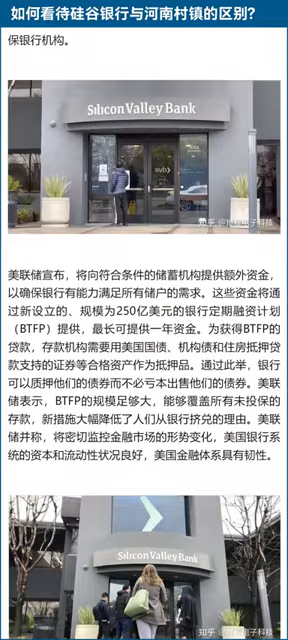 如何看待硅谷银行与河南村镇的区别?
保银行机构。
Silicon Valley Bank
svb
知乎 @博览电子科技
美联储宣布，将向符合条件的储蓄机构提供额外资金，
以确保银行有能力满足所有储户的需求。这些资金将通
过新设立的、规模为250亿美元的银行定期融资计划
（BTFP）提供，最长可提供一年资金。为获得BTFP的
贷款，存款机构需要用美国国债、机构债和住房抵押贷
款支持的证券等合格资产作为抵押品。通过此举，银行
可以质押他们的债券而不必亏本出售他们的债券。美联
储表示，BTFP的规模足够大，能够覆盖所有未投保的
存款，新措施大幅降低了人们从银行挤兑的理由。美联
储并称，将密切监控金融市场的形势变化，美国银行系
统的资本和流动性状况良好，美国金融体系具有韧性。
Silicon Valley Bank
知乎 @博览电子科技